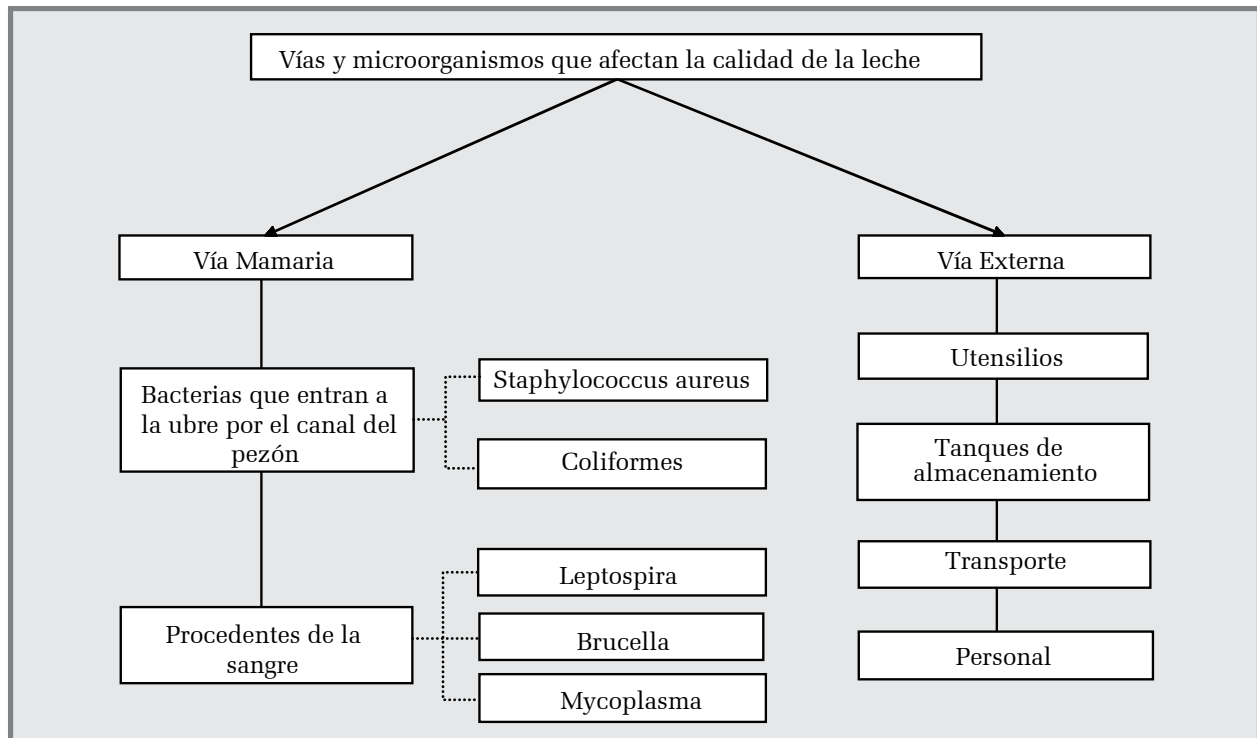 Vías y microorganismos que afectan la calidad de la leche
Vía Mamaria
Bacterias que entran a
la ubre por el canal del
pezón
Staphylococcus aureus
Coliformes
Procedentes de la
sangre
Leptospira
Brucella
Mycoplasma
Vía Externa
Utensilios
Tanques de
almacenamiento
Transporte
Personal